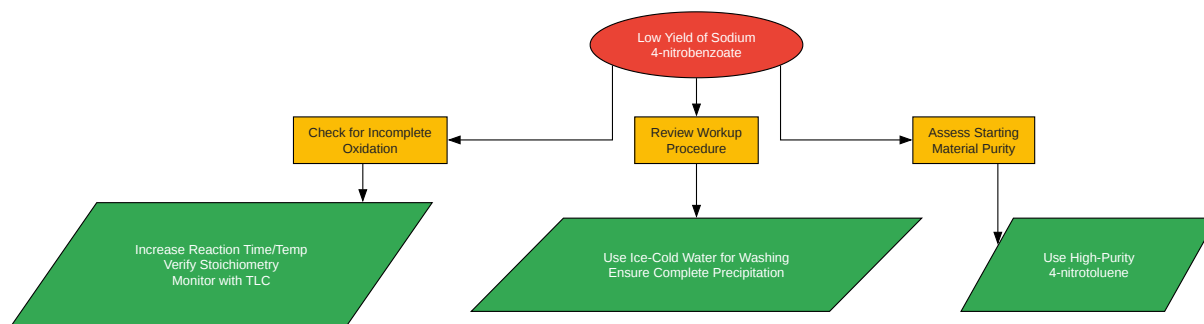 Low Yield of Sodium
4-nitrobenzoate
Check for Incomplete
Oxidation
Review Workup
Procedure
Assess Starting
Material Purity
Increase Reaction Time/Temp
Verify Stoichiometry
Monitor with TLC
Use Ice-Cold Water for Washing
Ensure Complete Precipitation
Use High-Purity
4-nitrotoluene